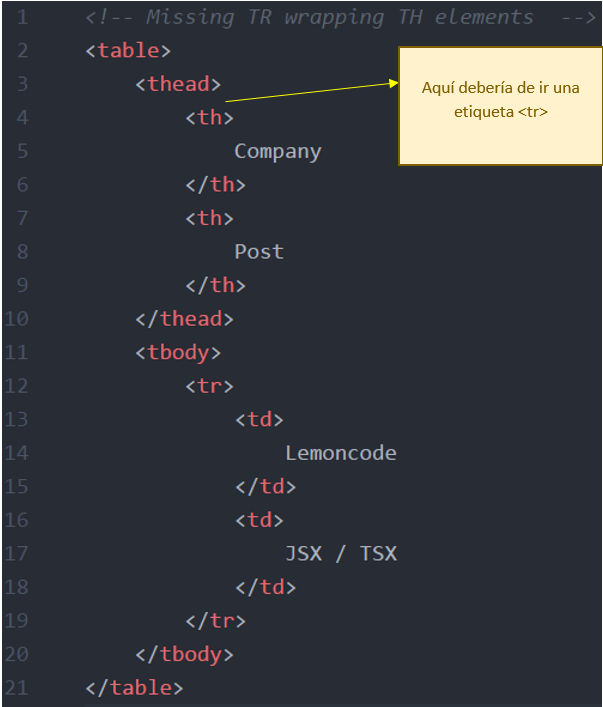 1 <!-- Missing TR wrapping TH elements -->
2 <table>
3 <thead>
4 <th>
5 Company
6 </th>
7 <th>
8 Post
9 </th>
10 </thead>
11 <tbody>
12 <tr>
13 <td>
14 Lemoncode
15 </td>
16 <td>
17 JSX / TSX
18 </td>
19 </tr>
20 </tbody>
21 </table>
Aquí debería de ir una
etiqueta <tr>